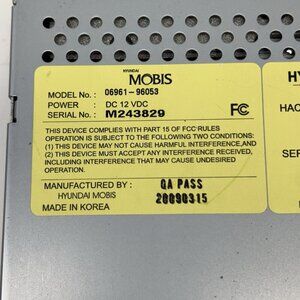 HYUNDAI
MOBIS
MODEL No. : 06961-96053
POWER : DC 12 VDC
SERIAL No. : M243829
FC
THIS DEVICE COMPLIES WITH PART 15 OF FCC RULES
OPERATION IS SUBJECT TO THE FOLLOWING TWO CONDITIONS:
(1) THIS DEVICE MAY NOT CAUSE HARMFUL INTERFERENCE,AND
(2) THIS DEVICE MUST ACCEPT ANY INTERFERENCE RECEIVED,
INCLUDING INTERFERENCE THAT MAY CAUSE UNDESIRED
OPERATION.
MANUFACTURED BY : QA PASS
HYUNDAI MOBIS 20090315
MADE IN KOREA
HY
HAC
SER